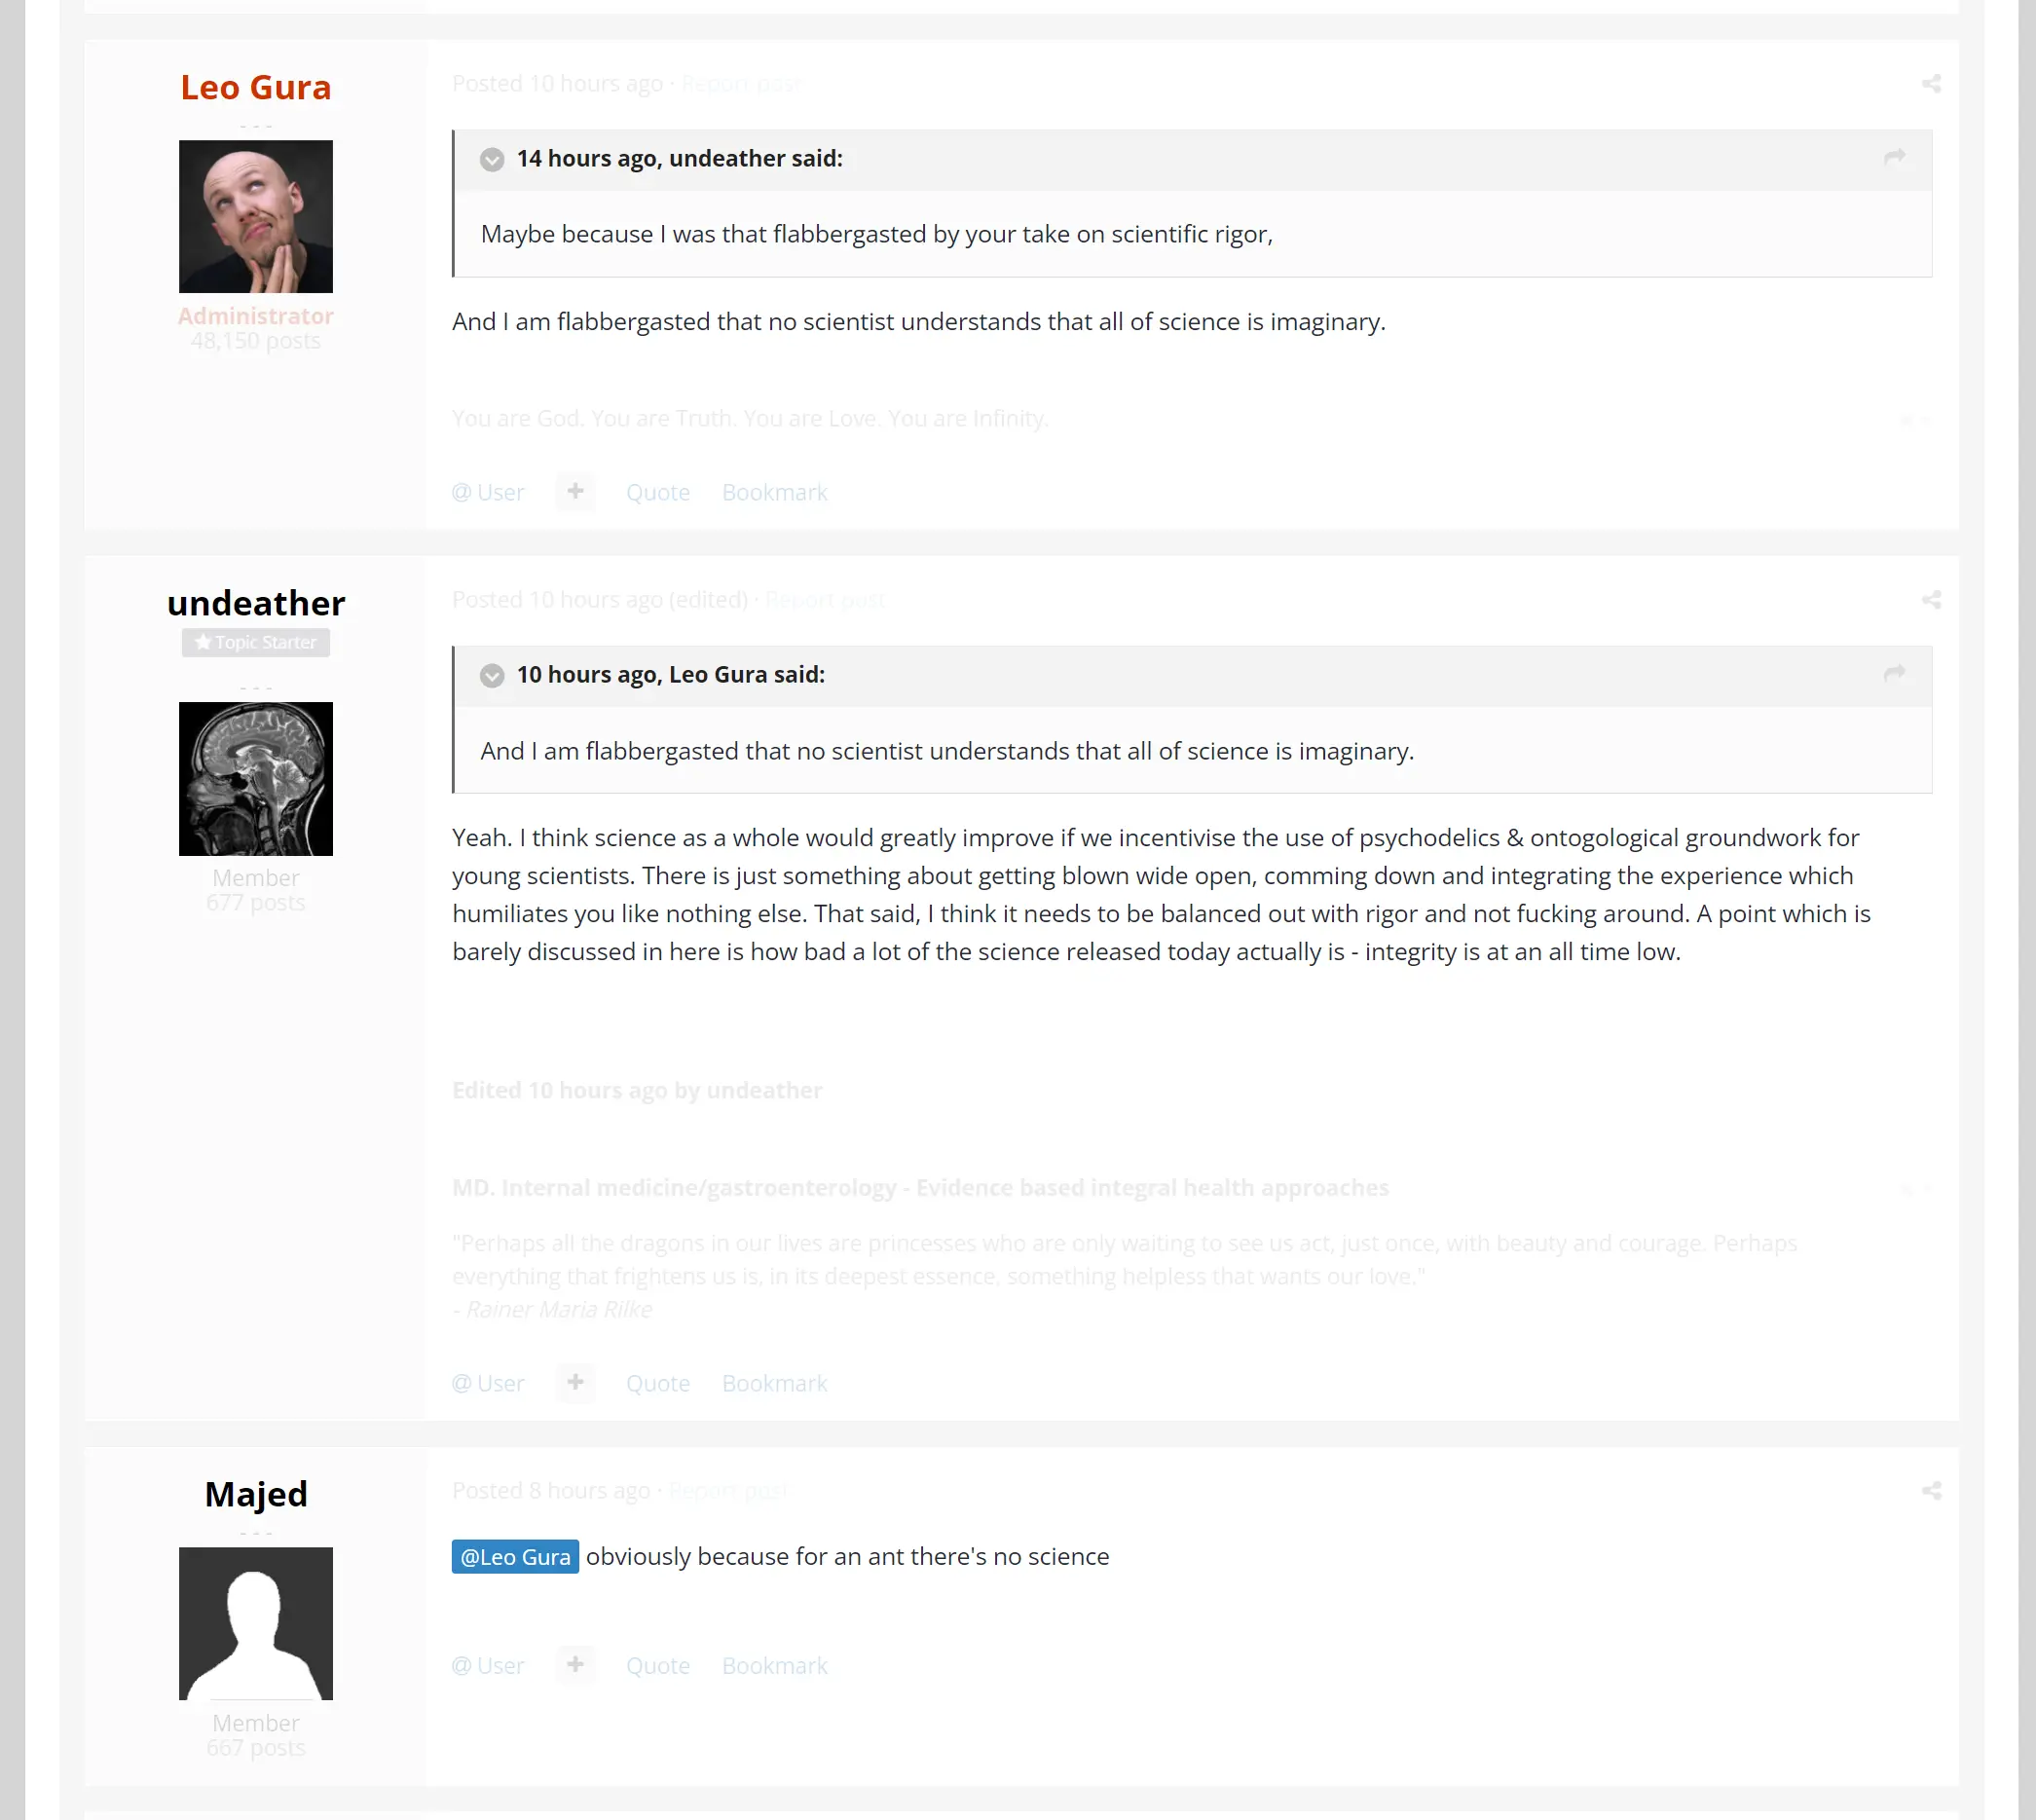 Leo Gura
- - -
Administrator
48,150 posts
Posted 10 hours ago · Report post
14 hours ago, undeather said:
Maybe because I was that flabbergasted by your take on scientific rigor,
And I am flabbergasted that no scientist understands that all of science is imaginary.
You are God. You are Truth. You are Love. You are Infinity.
@ User + Quote Bookmark
undeather
Topic Starter
- - -
Member
677 posts
Posted 10 hours ago (edited) · Report post
10 hours ago, Leo Gura said:
And I am flabbergasted that no scientist understands that all of science is imaginary.
Yeah. I think science as a whole would greatly improve if we incentivise the use of psychodelics & ontogological groundwork for
young scientists. There is just something about getting blown wide open, comming down and integrating the experience which
humiliates you like nothing else. That said, I think it needs to be balanced out with rigor and not fucking around. A point which is
barely discussed in here is how bad a lot of the science released today actually is - integrity is at an all time low.
Edited 10 hours ago by undeather
MD. Internal medicine/gastroenterology - Evidence based integral health approaches
"Perhaps all the dragons in our lives are princesses who are only waiting to see us act, just once, with beauty and courage. Perhaps
everything that frightens us is, in its deepest essence, something helpless that wants our love."
- Rainer Maria Rilke
@ User + Quote Bookmark
Majed
- - -
Member
667 posts
Posted 8 hours ago · Report post
@Leo Gura obviously because for an ant there's no science
@ User + Quote Bookmark